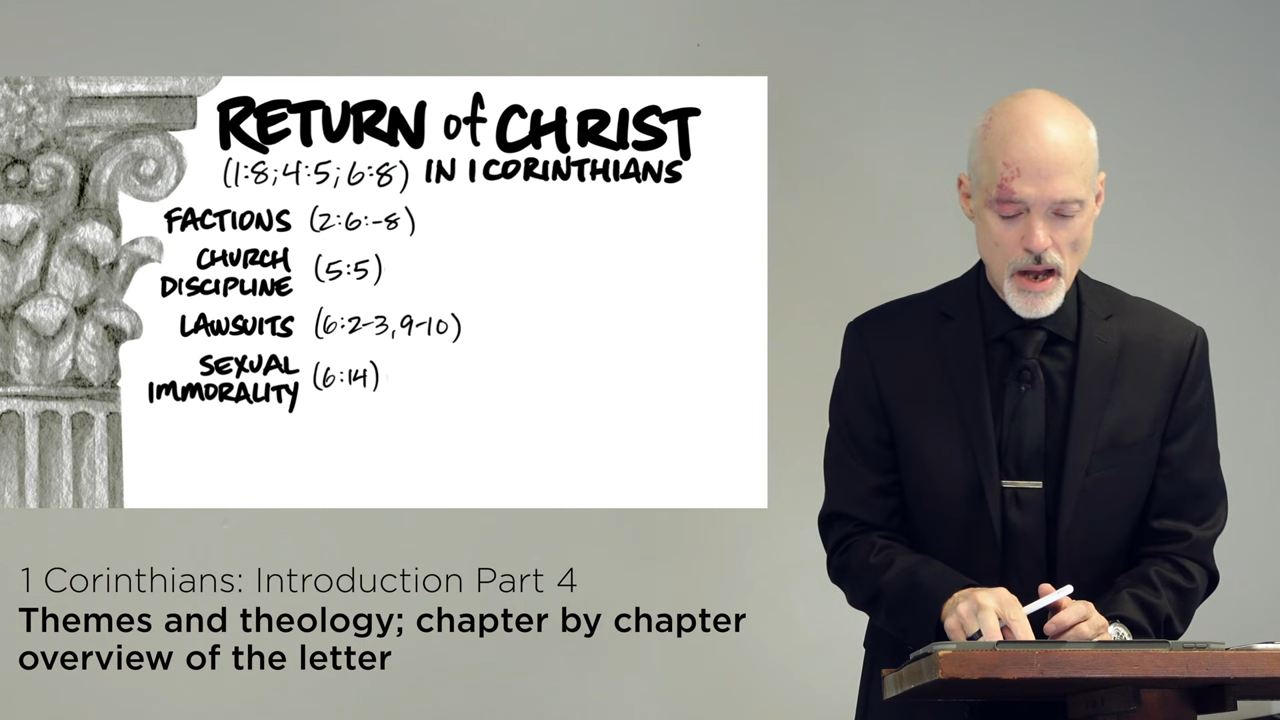 RETURN of CHRIST
(1:8; 4:5; 6:8) IN 1 CORINTHIANS
FACTIONS (2:6:-8)
CHURCH
DISCIPLINE (5:5)
LAWSUITS (6:2-3, 9-10)
SEXUAL
IMMORALITY (6:14)
1 Corinthians: Introduction Part 4
Themes and theology; chapter by chapter
overview of the letter